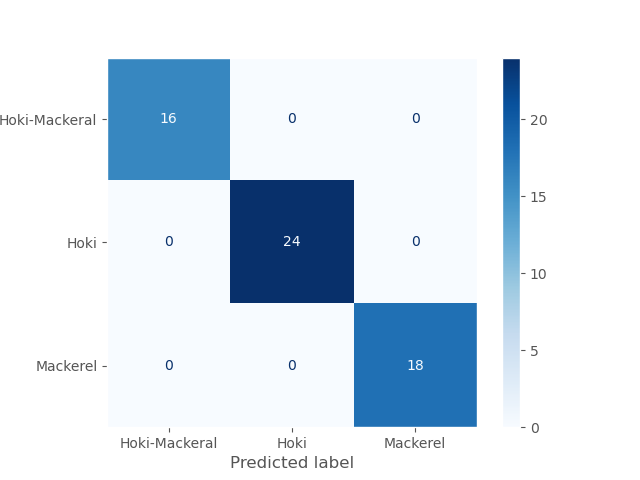 Hoki-Mackeral 16 0 0
Hoki 0 24 0
Mackerel 0 0 18
Hoki-Mackeral Hoki Mackerel
Predicted label
20
15
10
5
0